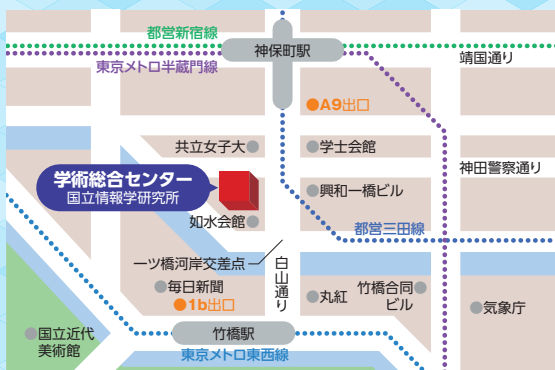 都営新宿線
神保町駅
靖国通り
東京メトロ半蔵門線
A9出口
共立女子大
学士会館
神田警察通り
学術総合センター
国立情報学研究所
興和一橋ビル
如水会館
都営三田線
一ツ橋河岸交差点
白山通り
毎日新聞
1b出口
丸紅
竹橋合同
ビル
気象庁
国立近代
美術館
竹橋駅
東京メトロ東西線